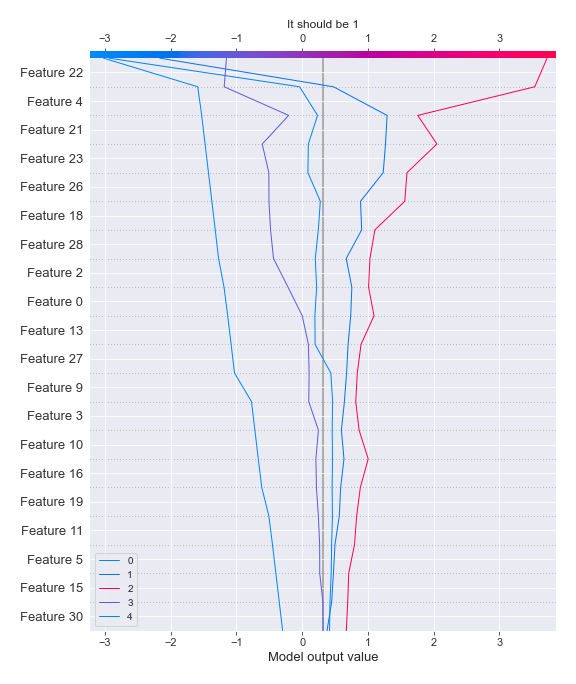 It should be 1
−3 −2 −1 0 1 2 3
Feature 22
Feature 4
Feature 21
Feature 23
Feature 26
Feature 18
Feature 28
Feature 2
Feature 0
Feature 13
Feature 27
Feature 9
Feature 3
Feature 10
Feature 16
Feature 19
Feature 11
Feature 5
Feature 15
Feature 30
0
1
2
3
4
−3 −2 −1 0 1 2 3
Model output value